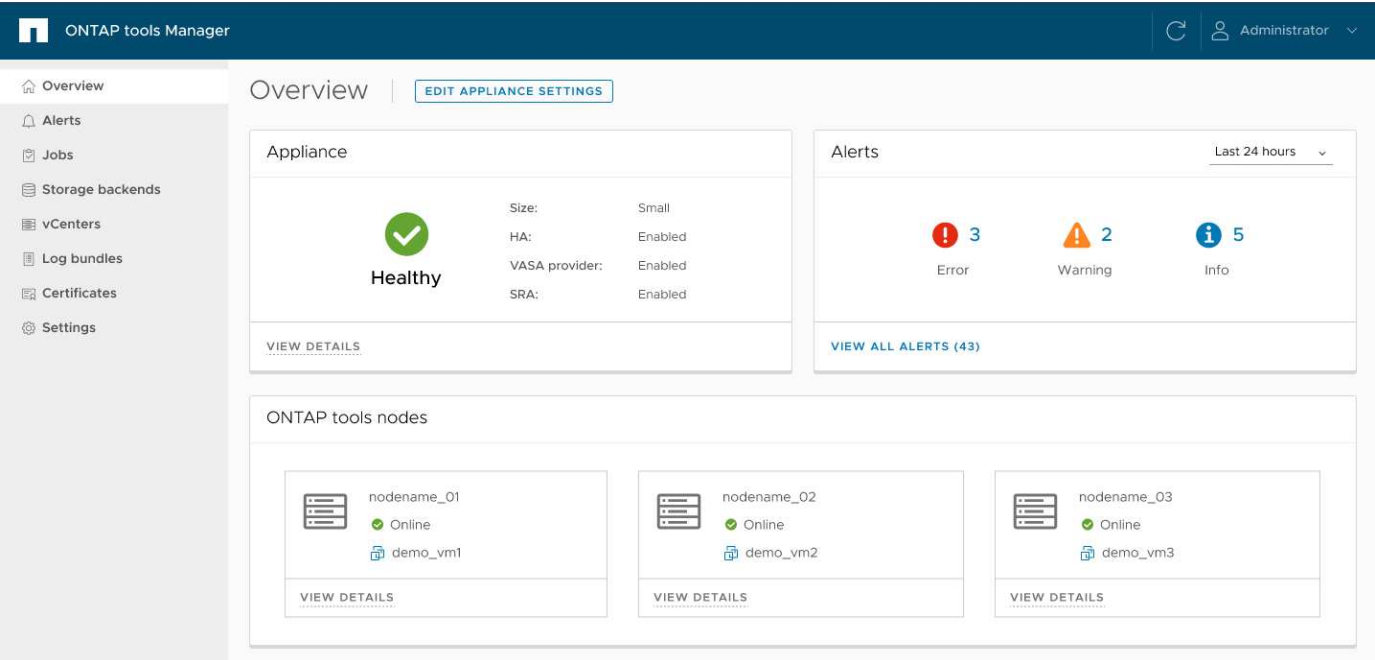 ONTAP tools Manager
Administrator
Overview
Alerts
Jobs
Storage backends
vCenters
Log bundles
Certificates
Settings
Overview
EDIT APPLIANCE SETTINGS
Appliance
Healthy
Size: Small
HA: Enabled
VASA provider: Enabled
SRA: Enabled
VIEW DETAILS
Alerts
Last 24 hours
3 2 5
Error Warning Info
VIEW ALL ALERTS (43)
ONTAP tools nodes
nodename_01
Online
demo_vm1
VIEW DETAILS
nodename_02
Online
demo_vm2
VIEW DETAILS
nodename_03
Online
demo_vm3
VIEW DETAILS